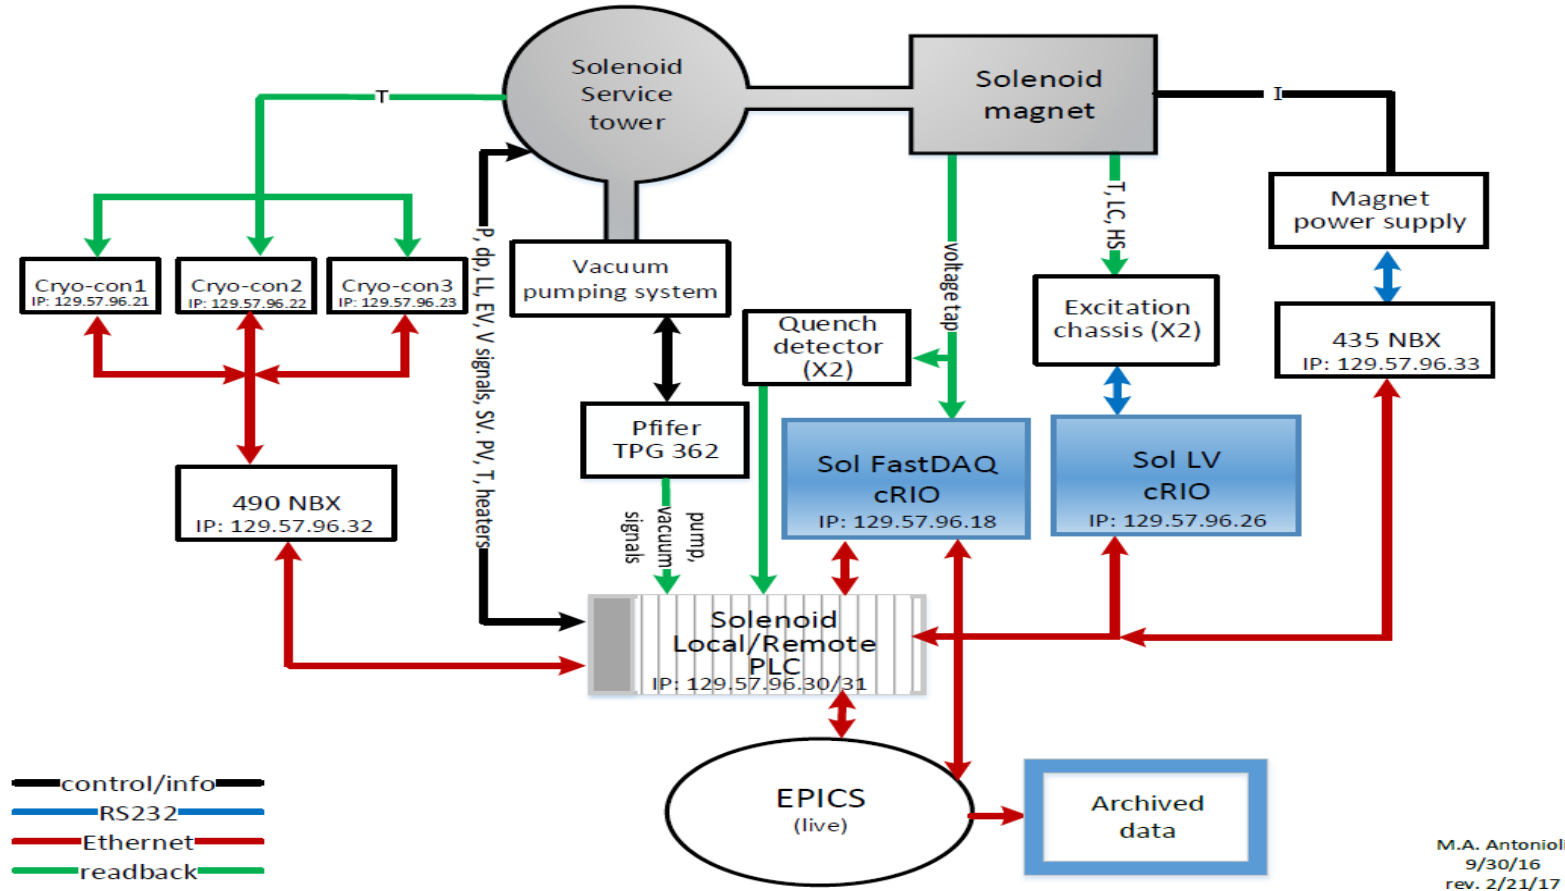 Solenoid
Service
tower
Solenoid
magnet
T
I
Cryo-con1
IP: 129.57.96.21
Cryo-con2
IP: 129.57.96.22
Cryo-con3
IP: 129.57.96.23
P, dp, LL, EV, V signals, SV. PV, T, heaters
Vacuum
pumping system
voltage tap
T, LC, HS
Magnet
power supply
Quench
detector
(X2)
Excitation
chassis (X2)
435 NBX
IP: 129.57.96.33
Pfifer
TPG 362
Sol FastDAQ
cRIO
IP: 129.57.96.18
Sol LV
cRIO
IP: 129.57.96.26
490 NBX
IP: 129.57.96.32
pump,
vacuum
signals
Solenoid
Local/Remote
PLC
IP: 129.57.96.30/31
EPICS
(live)
Archived
data
control/info
RS232
Ethernet
readback
M.A. Antonioli
9/30/16
rev. 2/21/17